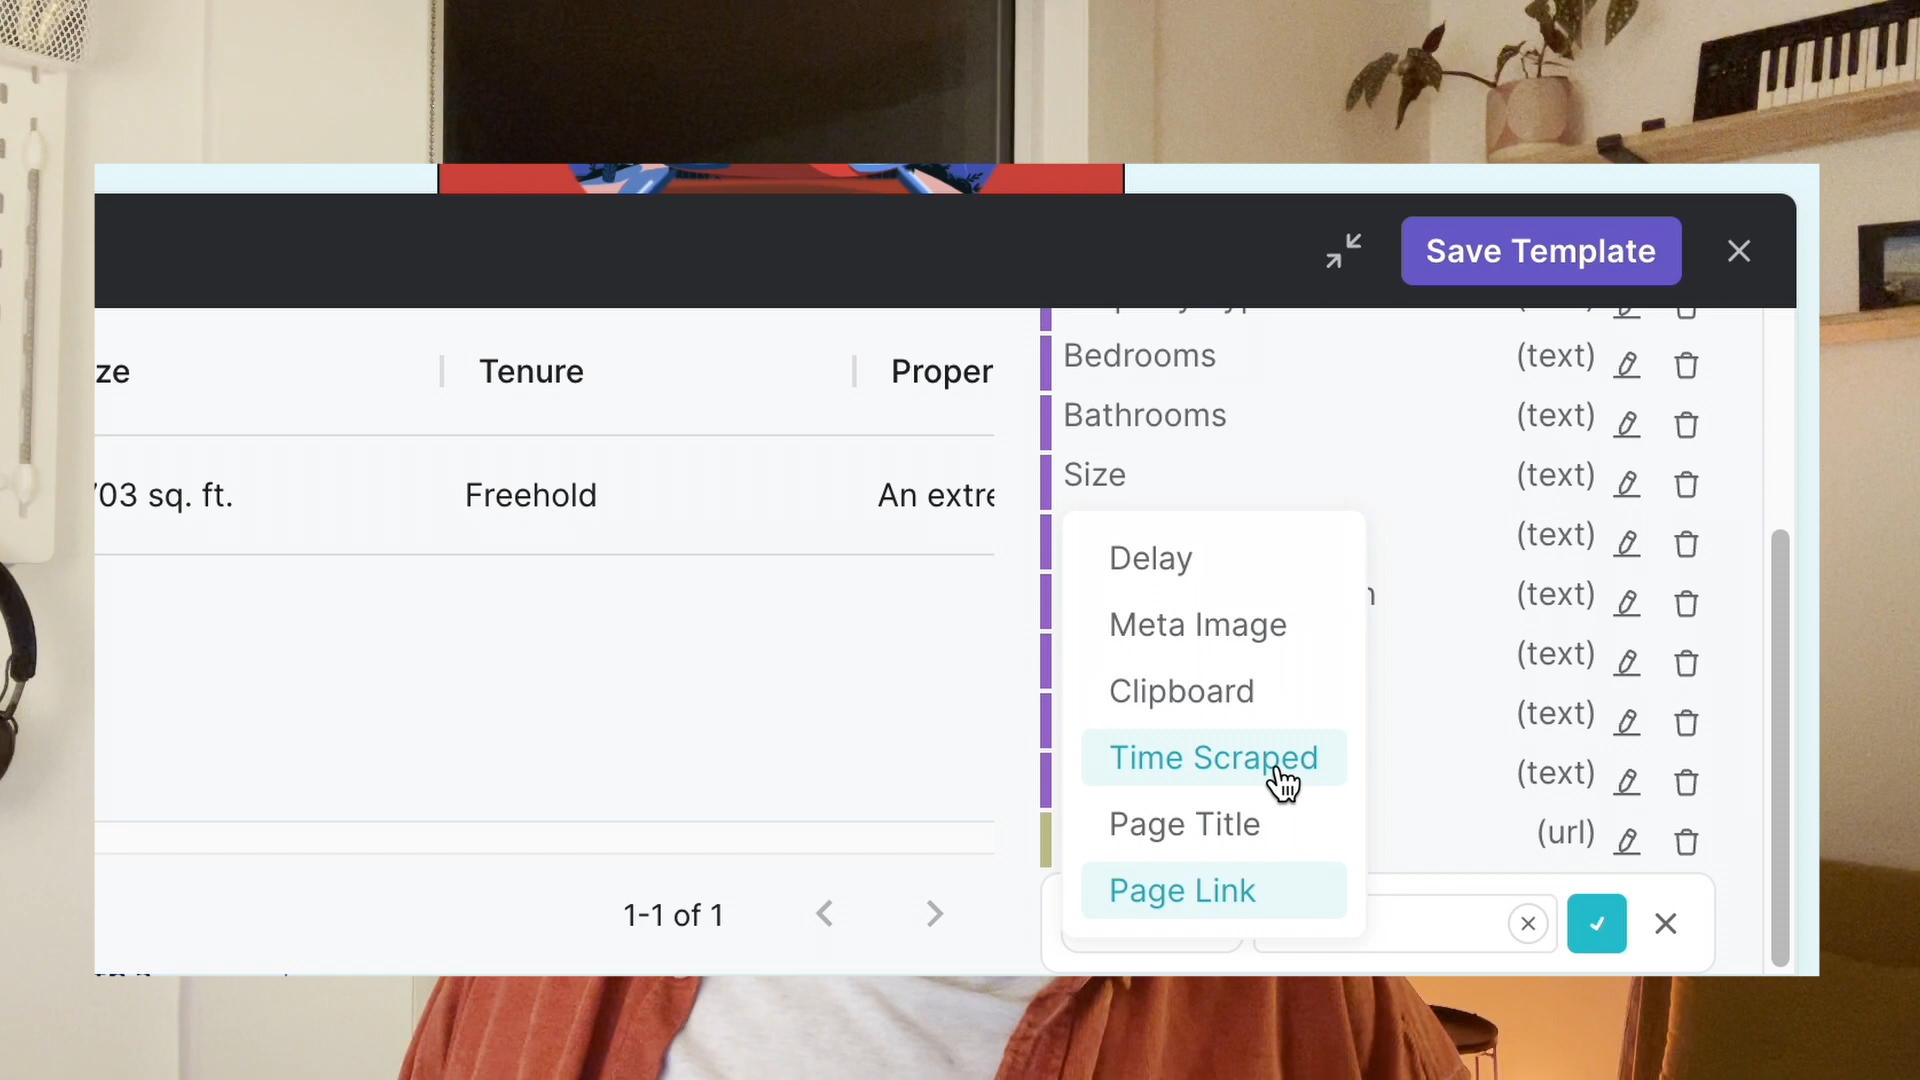 Save Template
ze
Tenure
Proper
Bedrooms (text)
Bathrooms (text)
Size (text)
03 sq. ft.
Freehold
An extre
(text)
Delay
(text)
Meta Image
(text)
Clipboard
(text)
Time Scraped
(text)
Page Title
(url)
Page Link
1-1 of 1